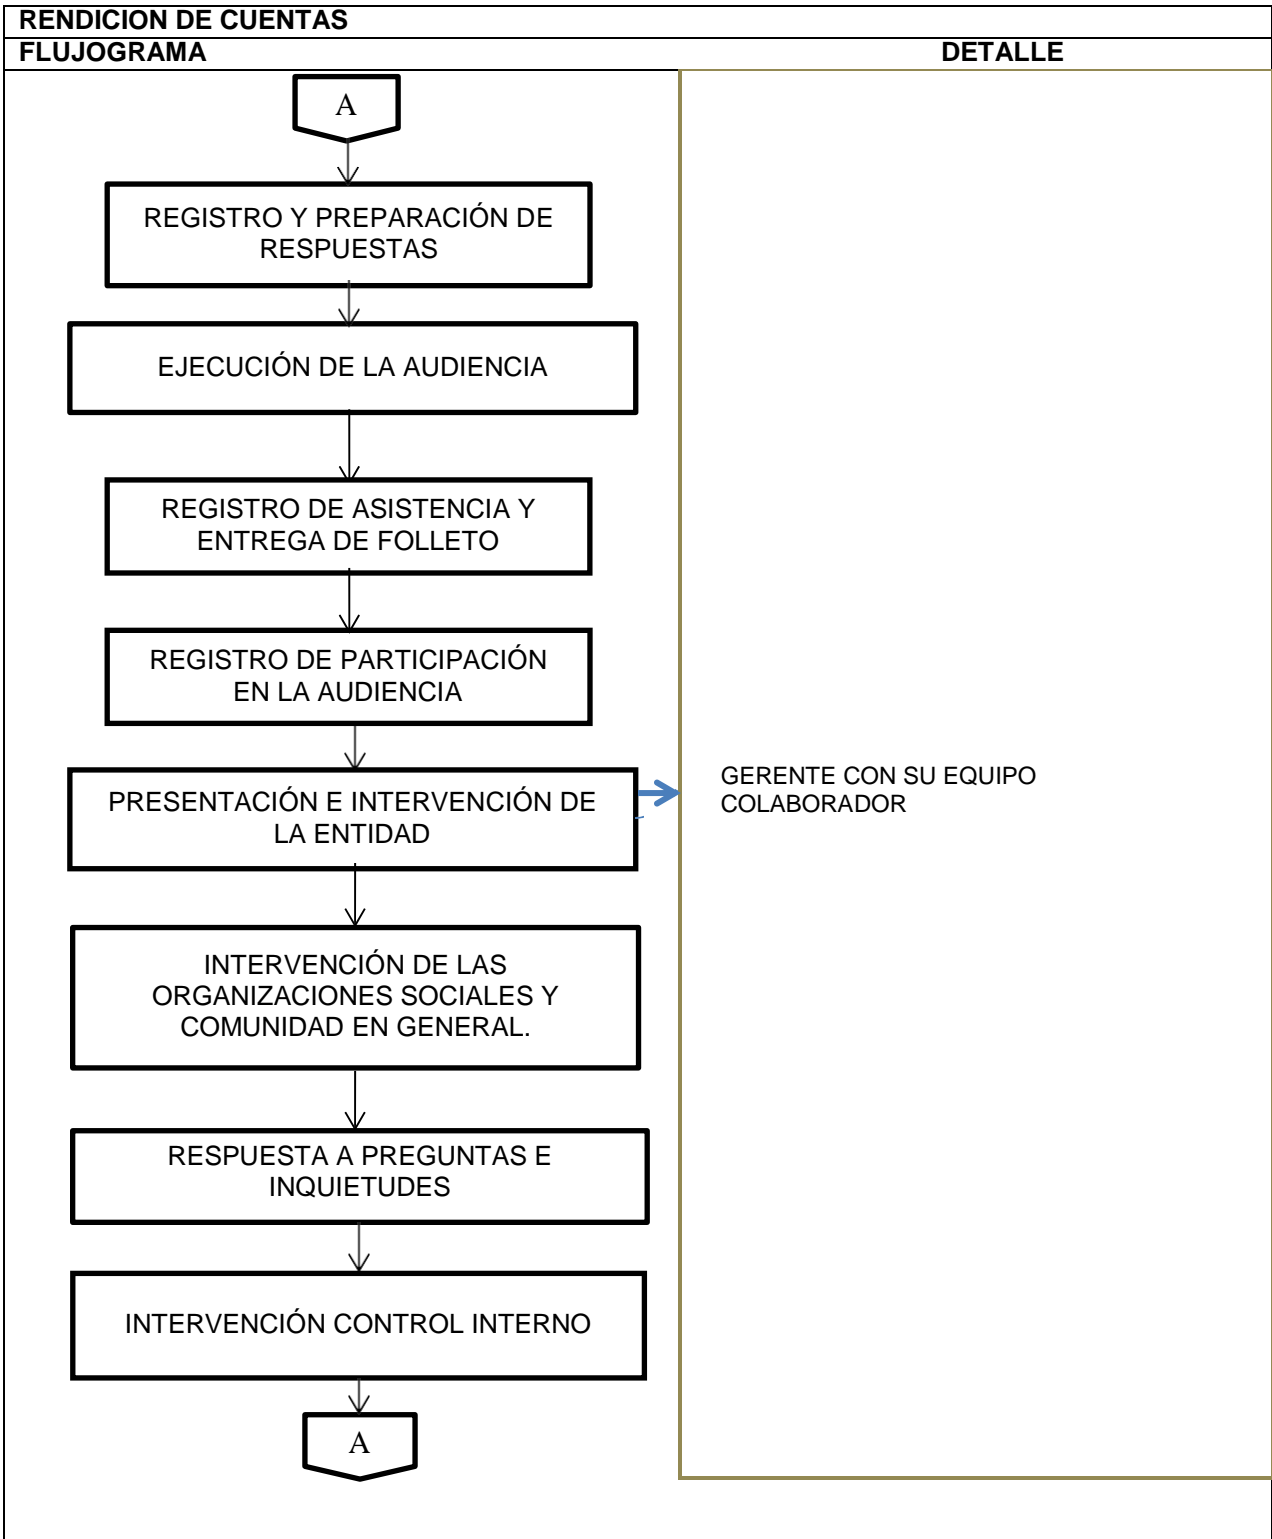 RENDICION DE CUENTAS
FLUJOGRAMA DETALLE
A
REGISTRO Y PREPARACIÓN DE
RESPUESTAS
EJECUCIÓN DE LA AUDIENCIA
REGISTRO DE ASISTENCIA Y
ENTREGA DE FOLLETO
REGISTRO DE PARTICIPACIÓN
EN LA AUDIENCIA
PRESENTACIÓN E INTERVENCIÓN DE
LA ENTIDAD
GERENTE CON SU EQUIPO
COLABORADOR
INTERVENCIÓN DE LAS
ORGANIZACIONES SOCIALES Y
COMUNIDAD EN GENERAL.
RESPUESTA A PREGUNTAS E
INQUIETUDES
INTERVENCIÓN CONTROL INTERNO
A